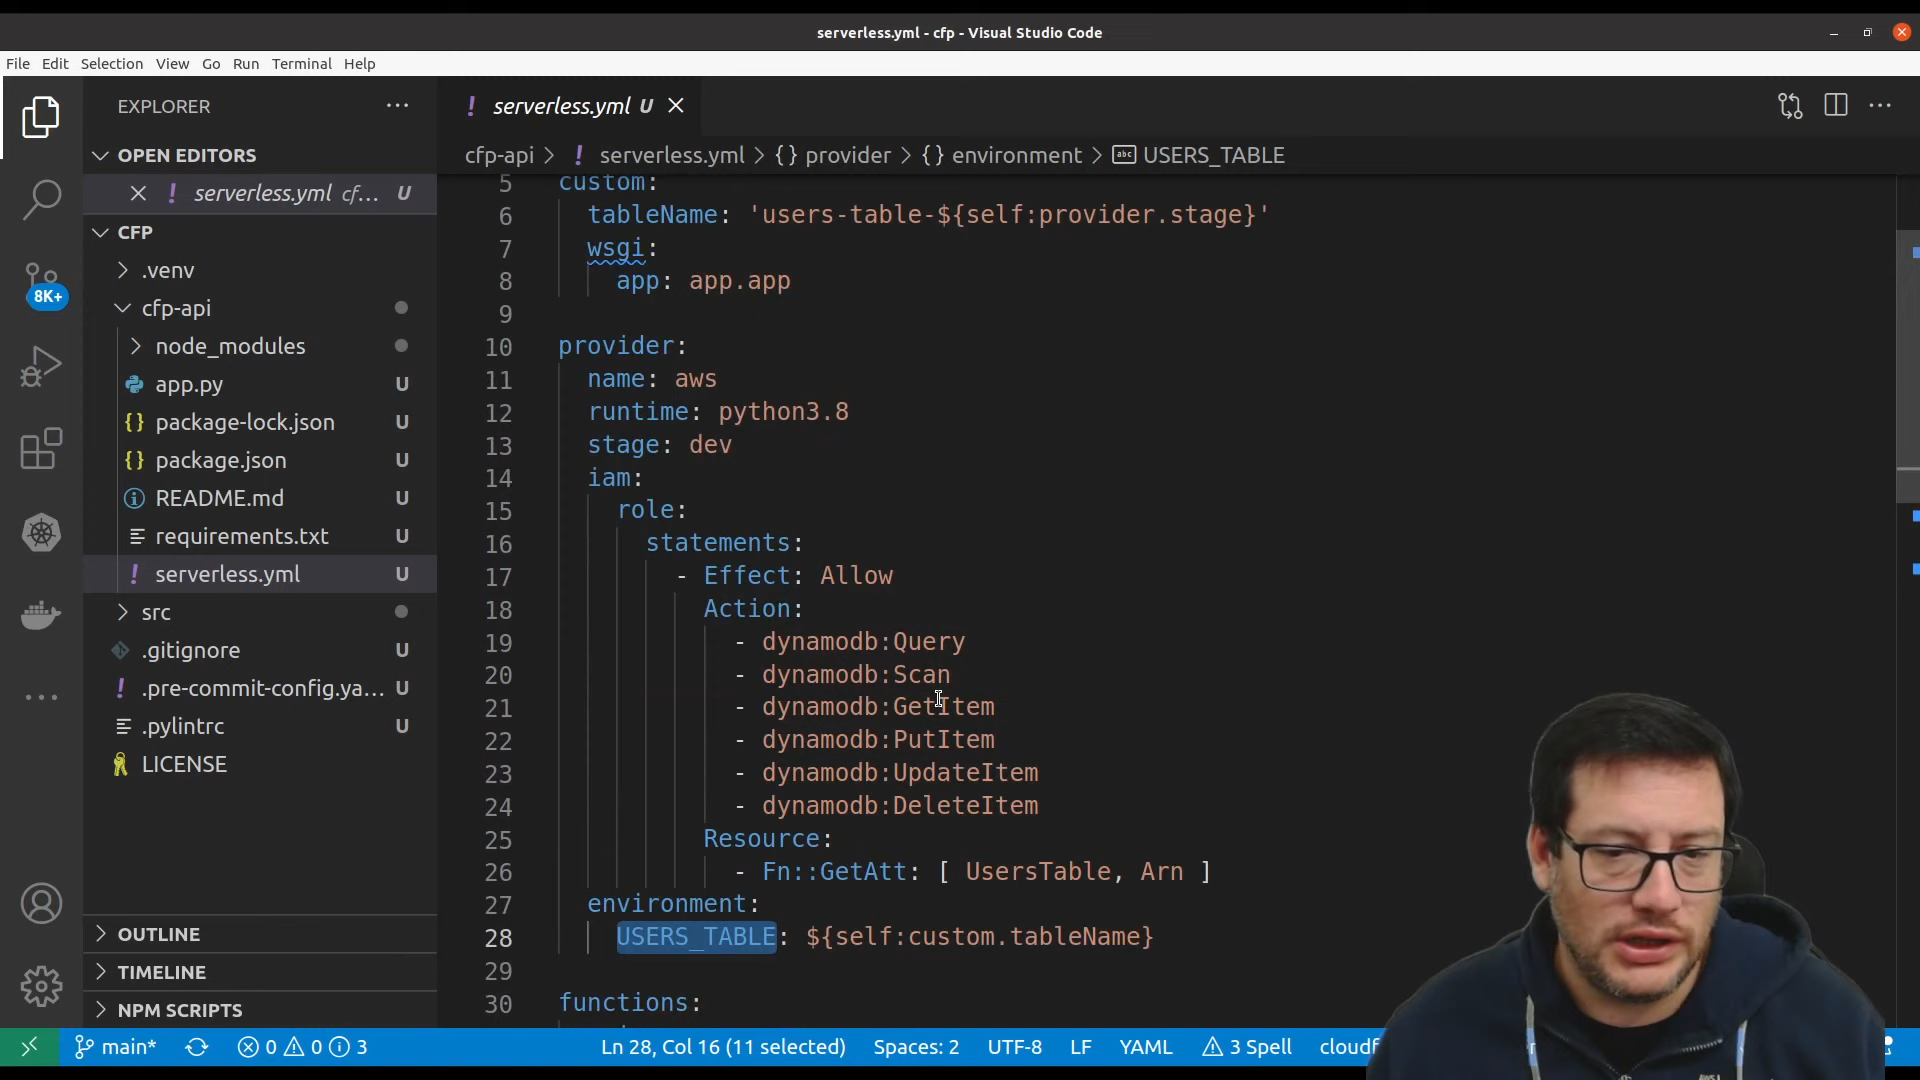 serverless.yml - cfp - Visual Studio Code
File Edit Selection View Go Run Terminal Help
EXPLORER
OPEN EDITORS
serverless.yml cf... U
CFP
.venv
cfp-api
node_modules
app.py U
package-lock.json U
package.json U
README.md U
requirements.txt U
serverless.yml U
src
.gitignore U
.pre-commit-config.ya... U
.pylintrc U
LICENSE
OUTLINE
TIMELINE
NPM SCRIPTS
8K+
serverless.yml U
cfp-api > serverless.yml > {} provider > {} environment > abc USERS_TABLE
5 custom:
6 tableName: 'users-table-${self:provider.stage}'
7 wsgi:
8 app: app.app
9
10 provider:
11 name: aws
12 runtime: python3.8
13 stage: dev
14 iam:
15 role:
16 statements:
17 - Effect: Allow
18 Action:
19 - dynamodb:Query
20 - dynamodb:Scan
21 - dynamodb:GetItem
22 - dynamodb:PutItem
23 - dynamodb:UpdateItem
24 - dynamodb:DeleteItem
25 Resource:
26 - Fn::GetAtt: [ UsersTable, Arn ]
27 environment:
28 USERS_TABLE: ${self:custom.tableName}
29
30 functions:
main* 0 0 3 Ln 28, Col 16 (11 selected) Spaces: 2 UTF-8 LF YAML 3 Spell